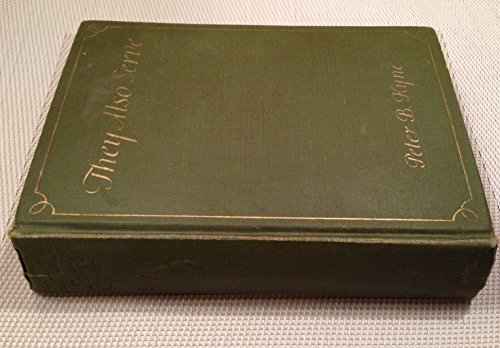 They Also Serve
Peter B. Kyne